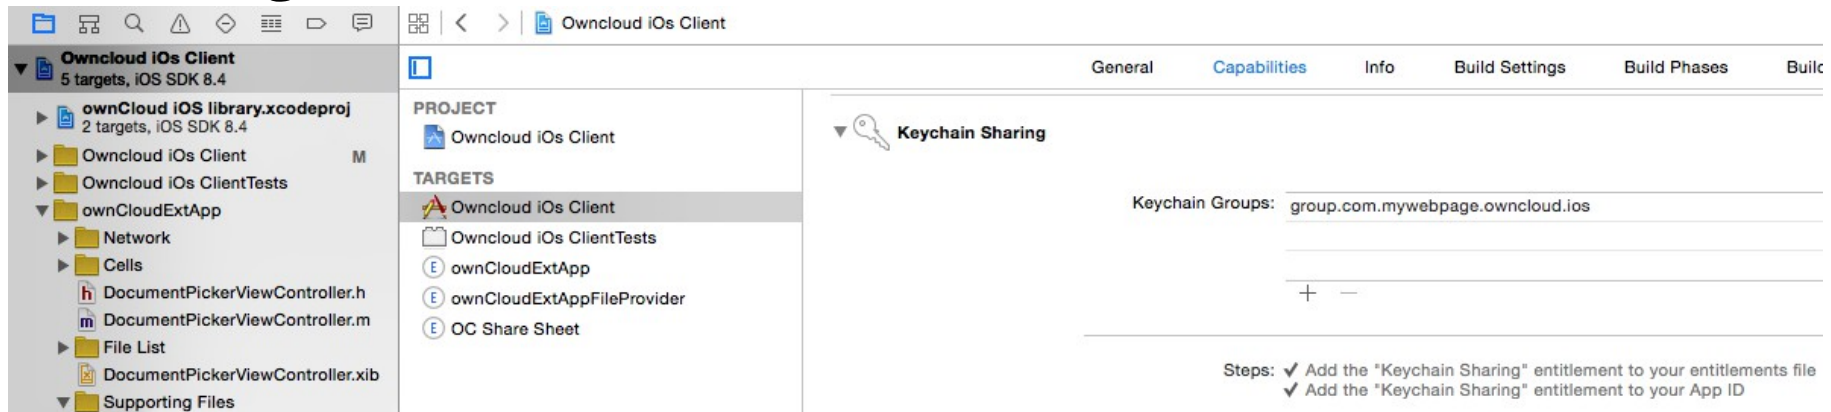 Owncloud iOs Client
Owncloud iOs Client
5 targets, iOS SDK 8.4
ownCloud iOS library.xcodeproj
2 targets, iOS SDK 8.4
Owncloud iOs Client M
Owncloud iOs ClientTests
ownCloudExtApp
Network
Cells
h DocumentPickerViewController.h
m DocumentPickerViewController.m
File List
DocumentPickerViewController.xib
Supporting Files
PROJECT
Owncloud iOs Client
TARGETS
Owncloud iOs Client
Owncloud iOs ClientTests
E ownCloudExtApp
E ownCloudExtAppFileProvider
E OC Share Sheet
General Capabilities Info Build Settings Build Phases Build
Keychain Sharing
Keychain Groups: group.com.mywebpage.owncloud.ios
Steps: ✓ Add the "Keychain Sharing" entitlement to your entitlements file
✓ Add the "Keychain Sharing" entitlement to your App ID